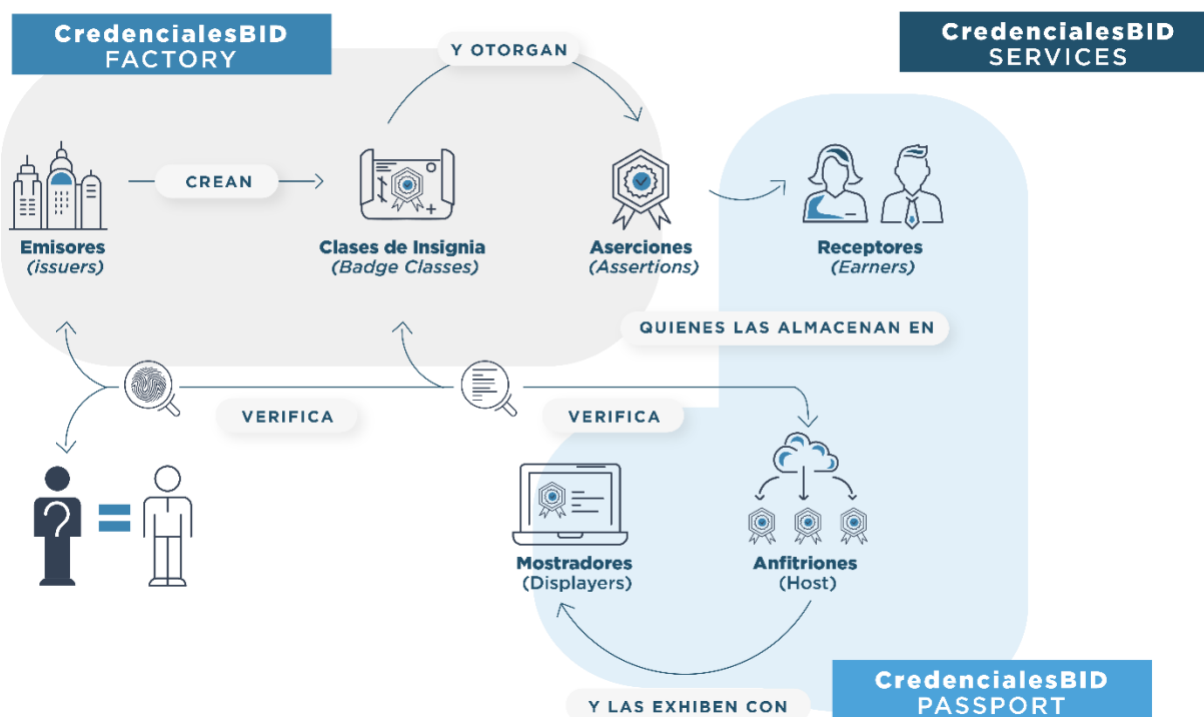 CredencialesBID
FACTORY
Y OTORGAN
CredencialesBID
SERVICES
CREAN
Emisores
(issuers)
Clases de Insignia
(Badge Classes)
Aserciones
(Assertions)
Receptores
(Earners)
QUIENES LAS ALMACENAN EN
VERIFICA
VERIFICA
?
=
Mostradores
(Displayers)
Anfitriones
(Host)
Y LAS EXHIBEN CON
CredencialesBID
PASSPORT